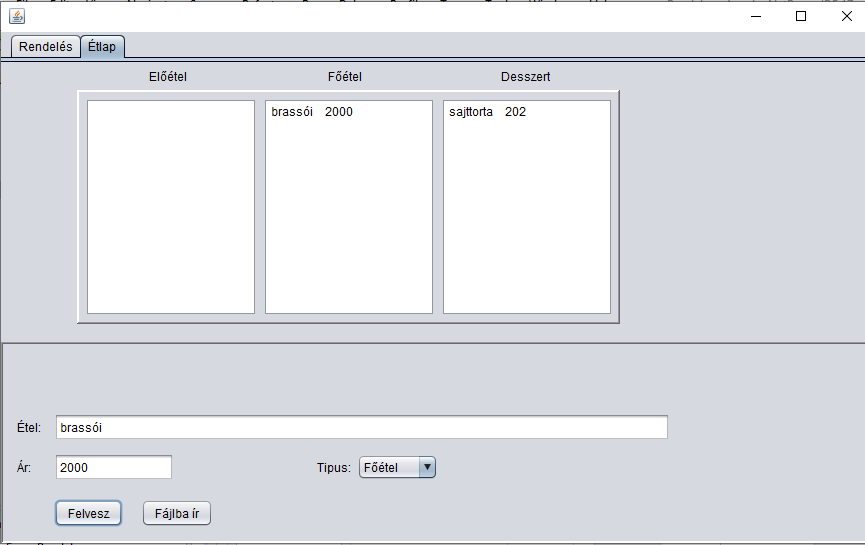 Rendelés Étlap
Előétel Főétel Desszert
brassói 2000 sajttorta 202
Étel: brassói
Ár: 2000 Tipus: Főétel
Felvesz Fájlba ír